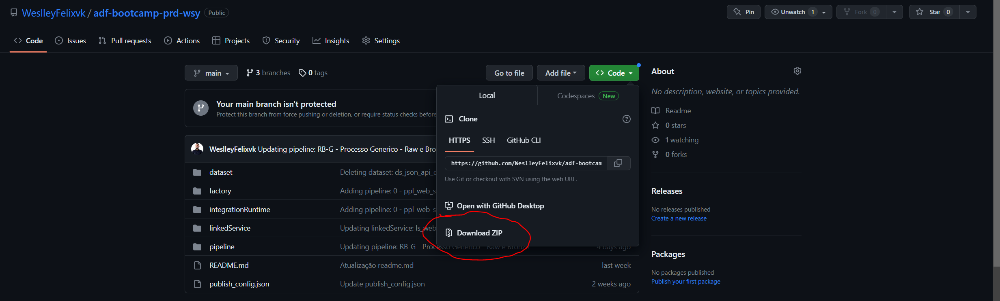 WeslleyFelixvk / adf-bootcamp-prd-wsy Public
Pin Unwatch 1 Fork 0 Star 0
Code Issues Pull requests Actions Projects Security Insights Settings
main 3 branches 0 tags Go to file Add file Code
About
No description, website, or topics provided.
Readme
0 stars
1 watching
0 forks
Releases
No releases published
Create a new release
Packages
No packages published
Publish your first package
Your main branch isn't protected
Protect this branch from force pushing or deletion, or require status checks before
Local Codespaces New
Clone
HTTPS SSH GitHub CLI
https://github.com/WeslleyFelixvk/adf-bootcam
Use Git or checkout with SVN using the web URL.
Open with GitHub Desktop
Download ZIP
WeslleyFelixvk Updating pipeline: RB-G - Processo Generico - Raw e Bro
dataset Deleting dataset: ds_json_api_c
factory Adding pipeline: 0 - ppl_web_s
integrationRuntime Adding pipeline: 0 - ppl_web_s
linkedService Updating linkedService: ls_web
pipeline Updating pipeline: RB-G - Processo Generico - Raw e Bronze 4 days ago
README.md Atualização readme.md last week
publish_config.json Update publish_config.json 2 weeks ago